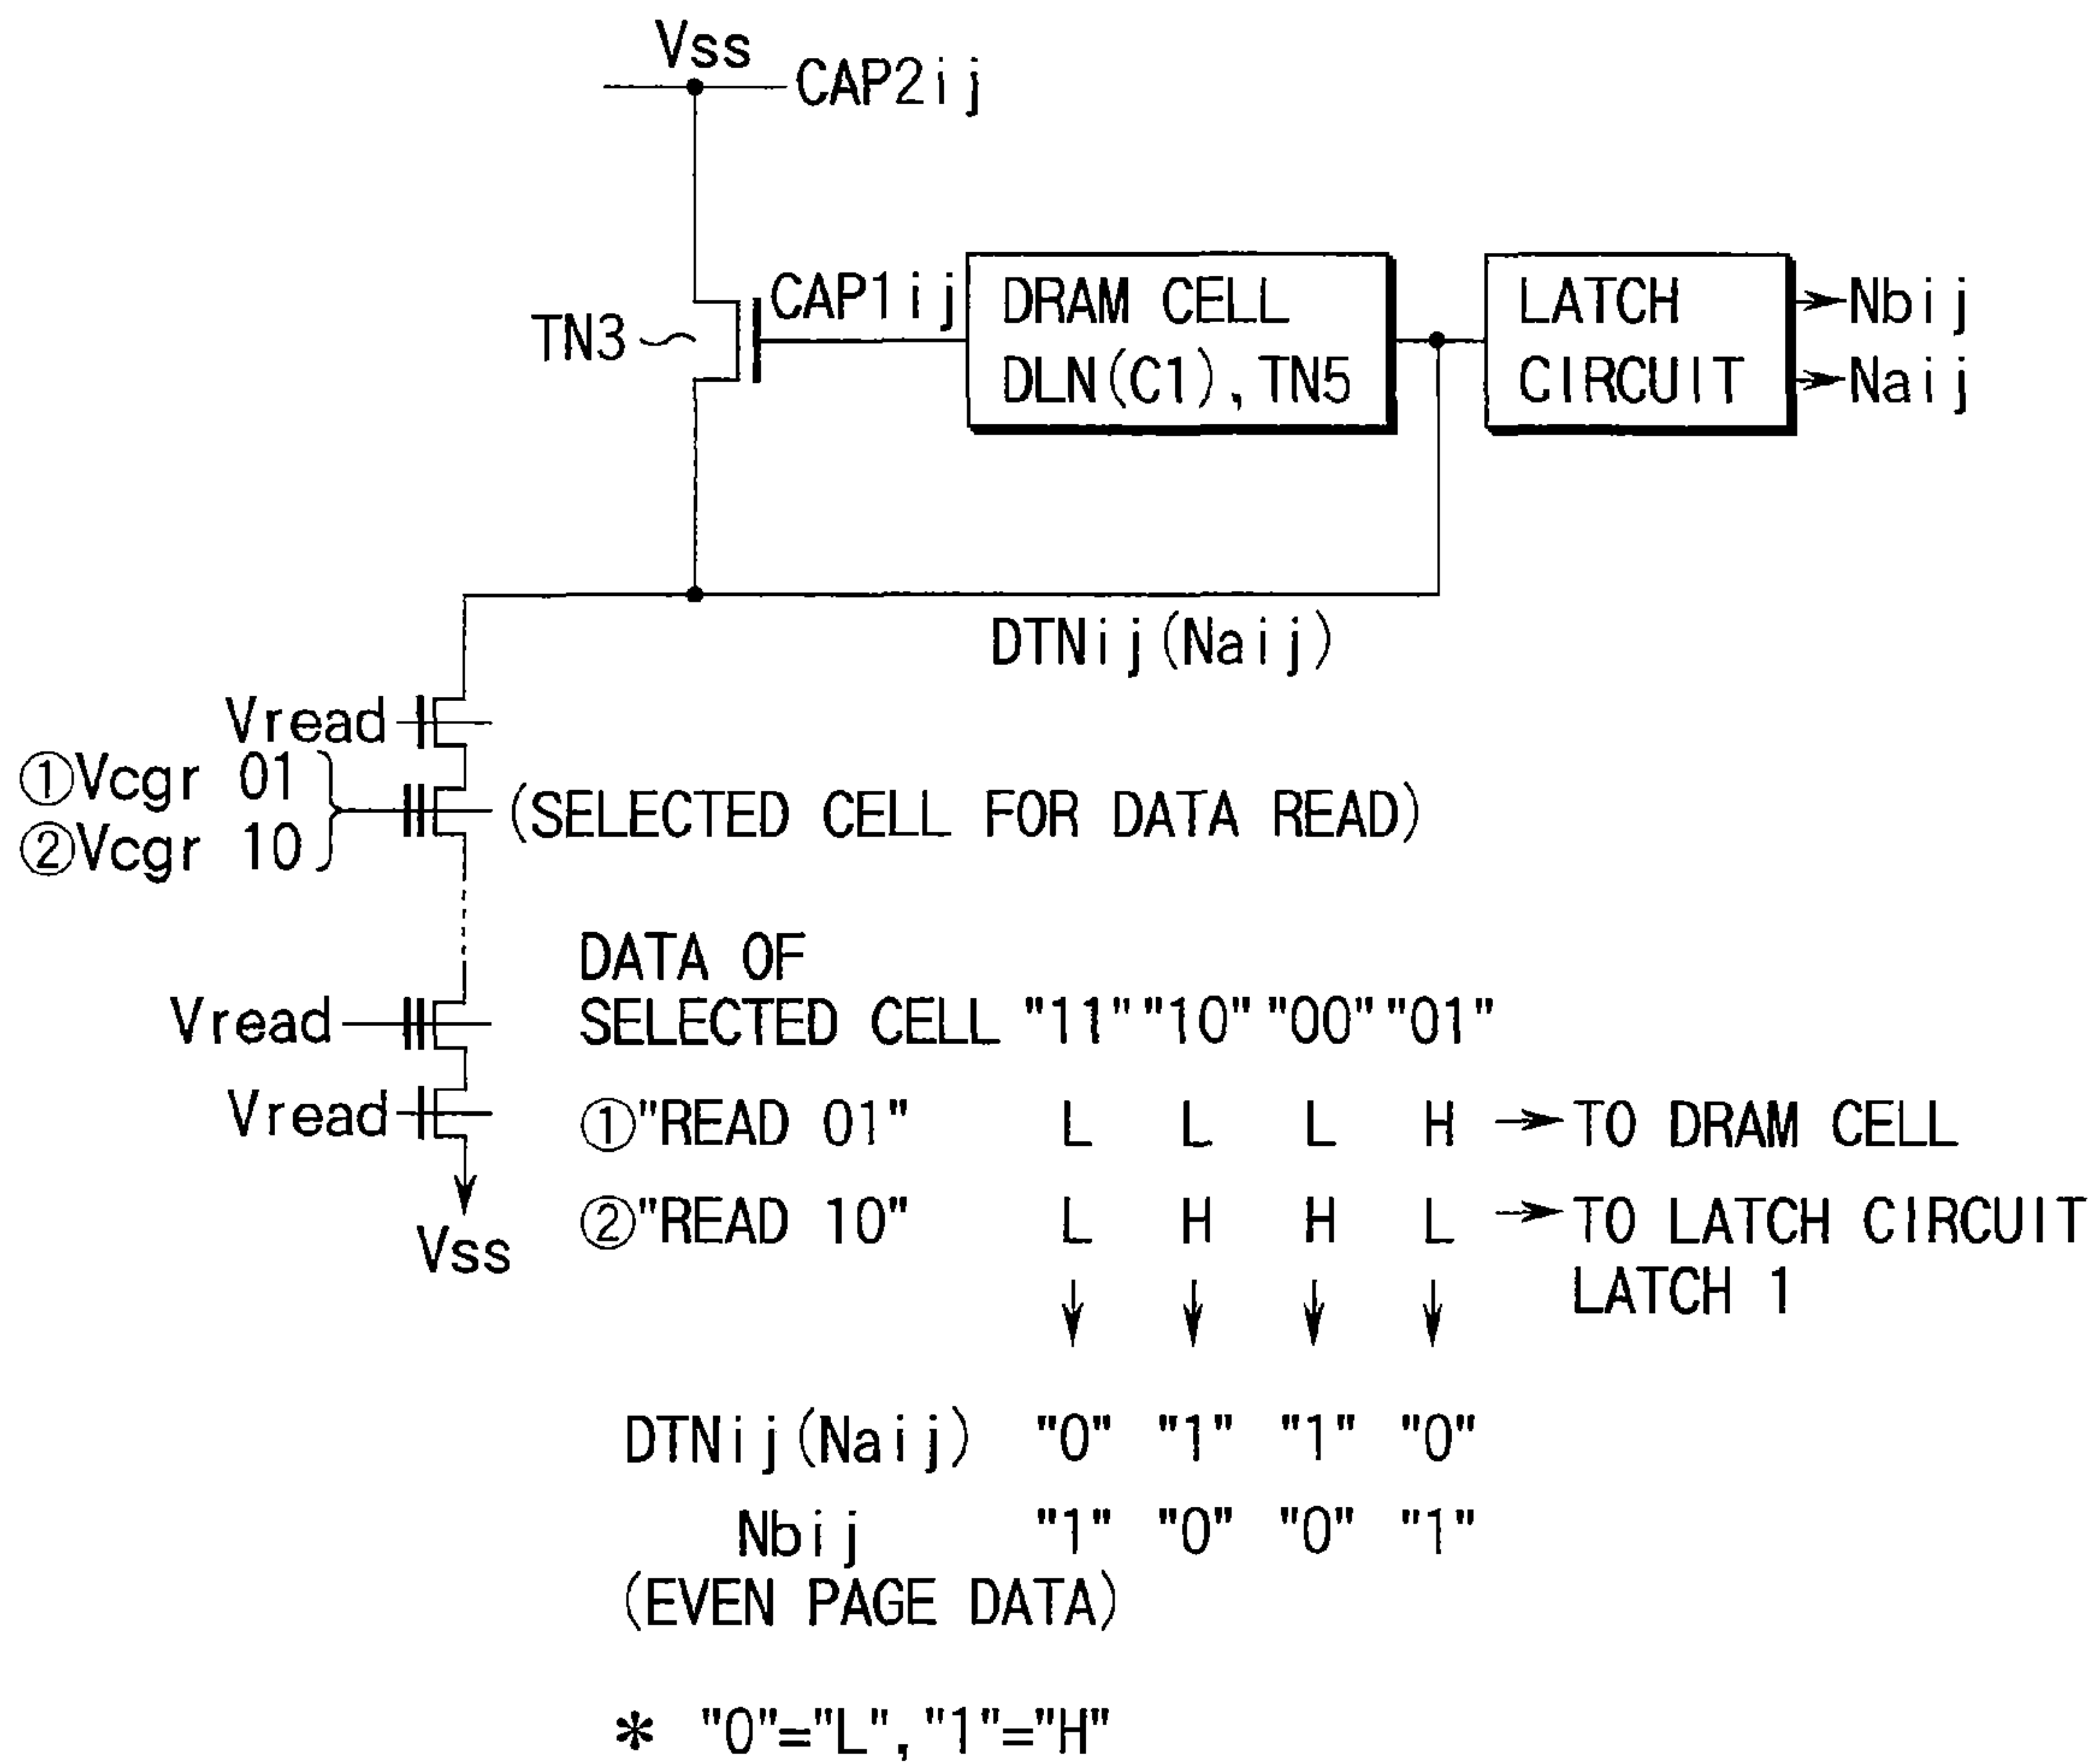 Vss
CAP2ij
TN3
CAP1ij
DRAM CELL
DLN(C1), TN5
LATCH
CIRCUIT
Nbij
Naij
DTNij(Naij)
Vread
①Vcgr 01
②Vcgr 10
(SELECTED CELL FOR DATA READ)
Vread
Vread
Vss
DATA OF
SELECTED CELL "11" "10" "00" "01"
①"READ 01" L L L H → TO DRAM CELL
②"READ 10" L H H L → TO LATCH CIRCUIT
LATCH 1
DTNij(Naij) "0" "1" "1" "0"
Nbij "1" "0" "0" "1"
(EVEN PAGE DATA)
* "0"="L", "1"="H"